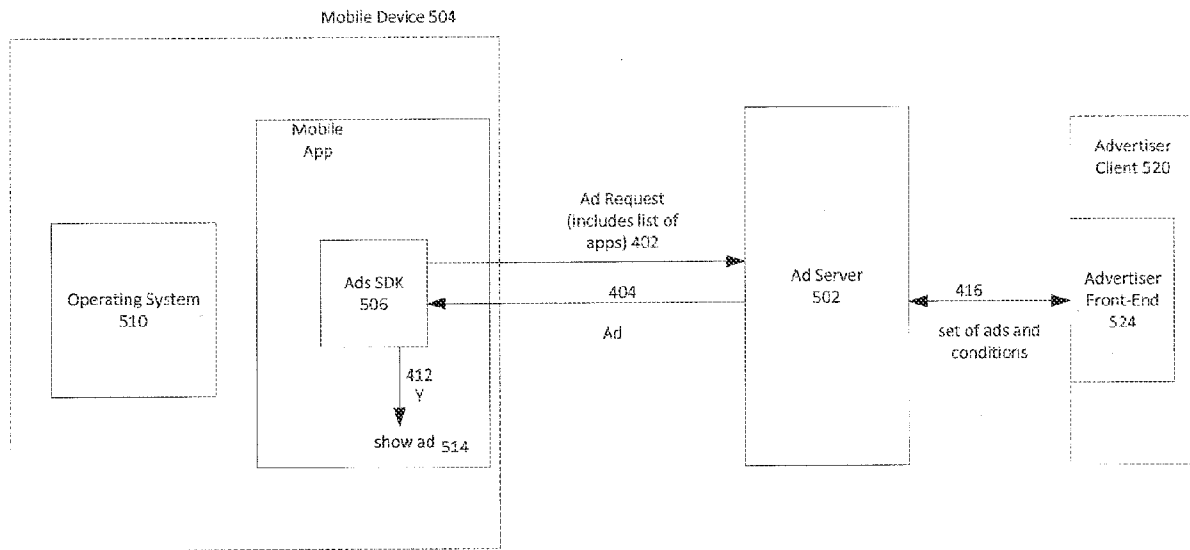 Mobile Device 504
Mobile
App
Operating System
510
Ads SDK
506
412
Y
show ad 514
Ad Request
(includes list of
apps) 402
404
Ad
Ad Server
502
416
set of ads and
conditions
Advertiser
Client 520
Advertiser
Front-End
524